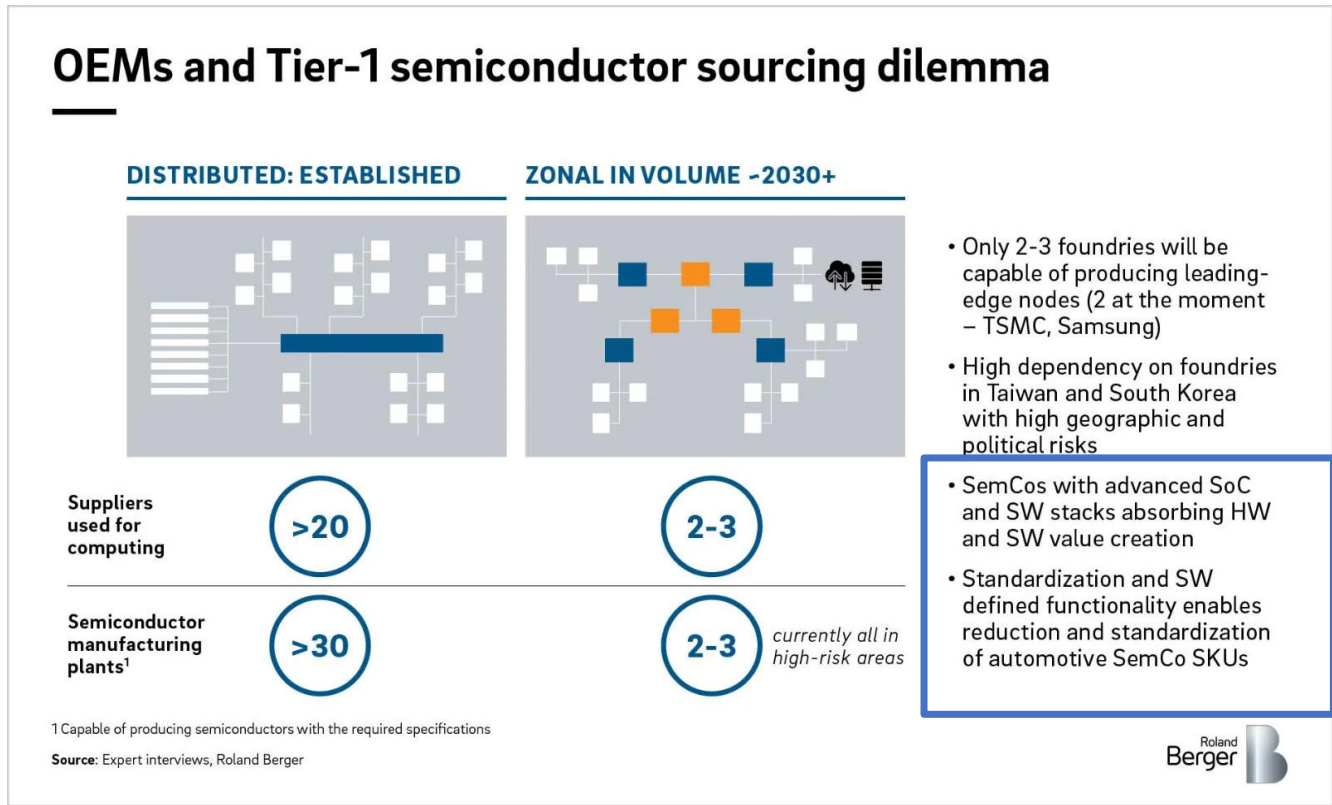 OEMs and Tier-1 semiconductor sourcing dilemma
DISTRIBUTED: ESTABLISHED
ZONAL IN VOLUME ~2030+
Suppliers
used for
computing
>20
2-3
Semiconductor
manufacturing
plants¹
>30
2-3
currently all in
high-risk areas
• Only 2-3 foundries will be
capable of producing leading-
edge nodes (2 at the moment
– TSMC, Samsung)
• High dependency on foundries
in Taiwan and South Korea
with high geographic and
political risks
• SemCos with advanced SoC
and SW stacks absorbing HW
and SW value creation
• Standardization and SW
defined functionality enables
reduction and standardization
of automotive SemCo SKUs
1 Capable of producing semiconductors with the required specifications
Source: Expert interviews, Roland Berger
Roland
Berger
B